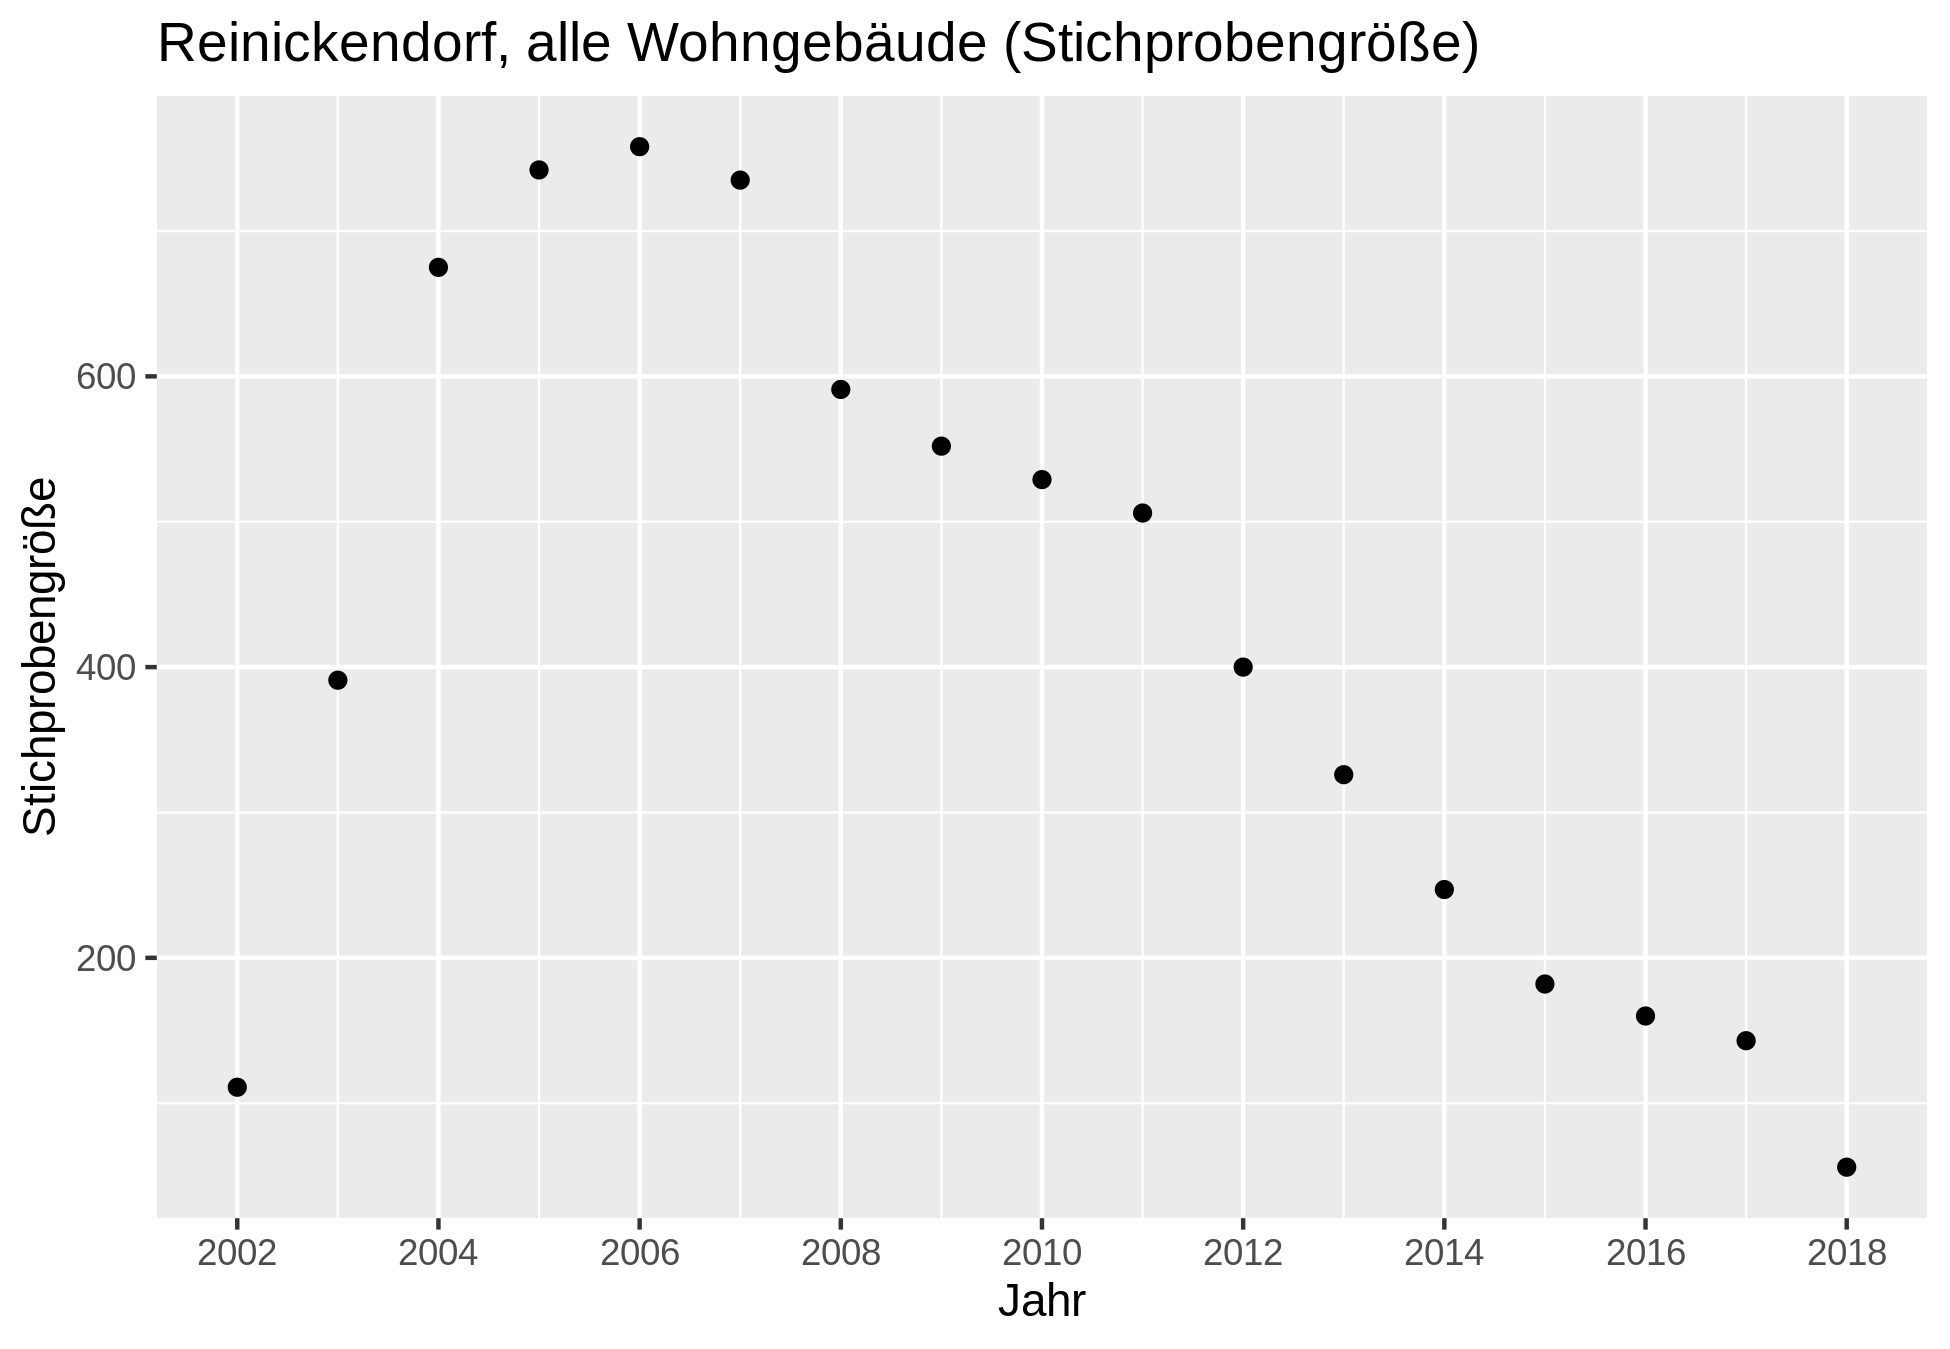 Reinickendorf, alle Wohngebäude (Stichprobengröße)
Stichprobengröße
600
400
200
2002 2004 2006 2008 2010 2012 2014 2016 2018
Jahr